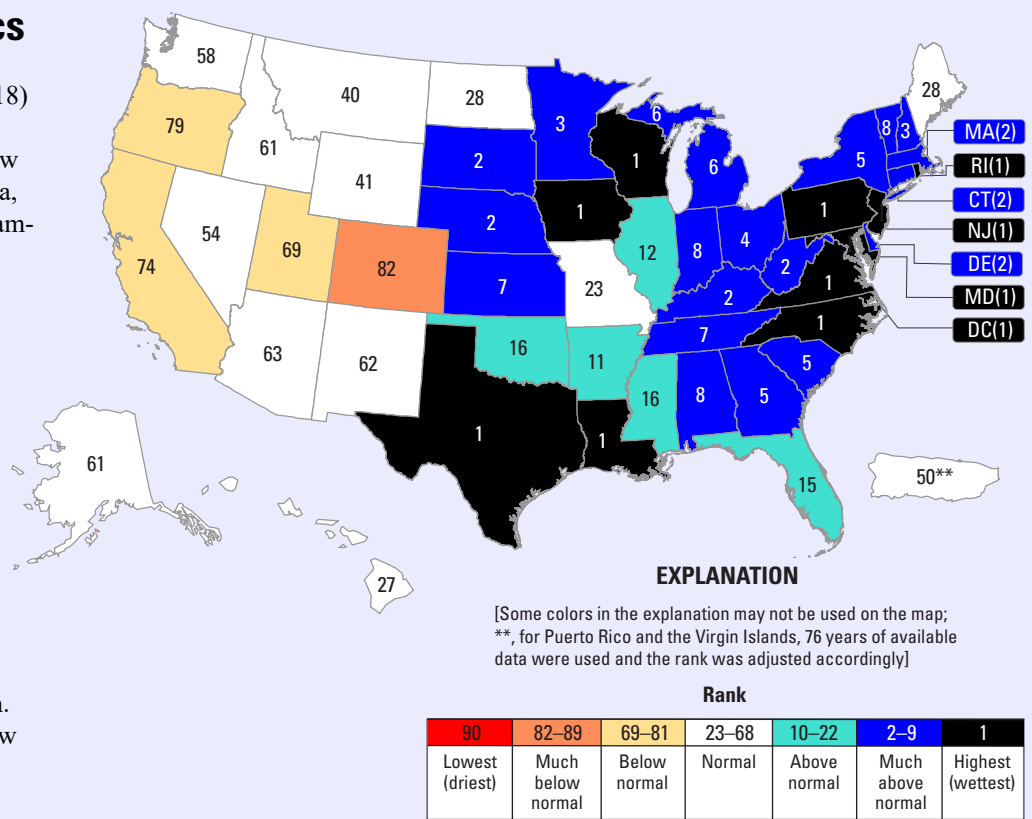 cs
18)
w
a,
am-
w
58
40
28
3
6
28
79
61
41
2
1
6
5
8
3
MA(2)
RI(1)
CT(2)
NJ(1)
DE(2)
MD(1)
DC(1)
74
54
69
82
2
7
1
12
8
4
1
2
1
23
2
7
1
63
62
16
11
16
8
5
5
1
1
15
61
27
50**
EXPLANATION
[Some colors in the explanation may not be used on the map;
**, for Puerto Rico and the Virgin Islands, 76 years of available
data were used and the rank was adjusted accordingly]
Rank
90 82–89 69–81 23–68 10–22 2–9 1
Lowest (driest)
Much below normal
Below normal
Normal
Above normal
Much above normal
Highest (wettest)